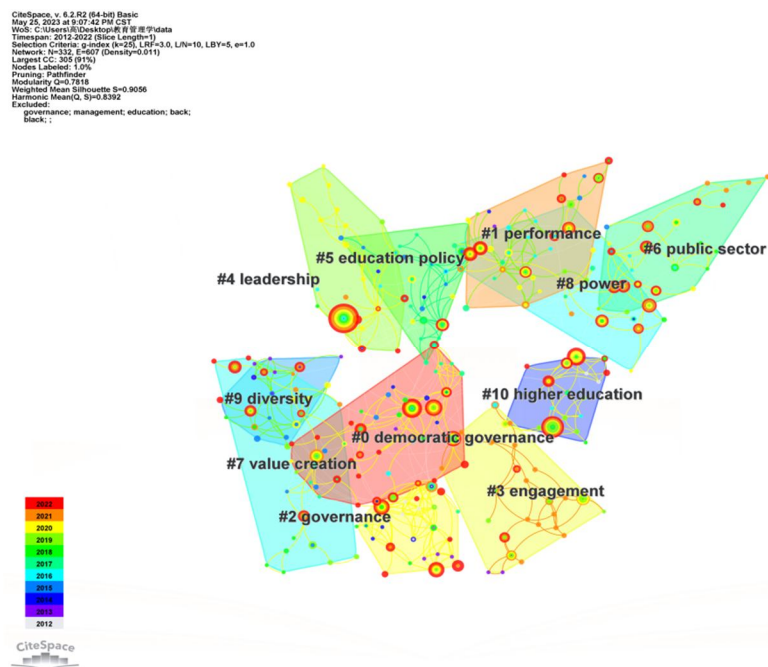 CiteSpace, v. 6.2.R2 (64-bit) Basic
May 25, 2023 at 9:07:42 PM CST
WoS: C:\Users\高\Desktop\教育管理学\data
Timespan: 2012-2022 (Slice Length=1)
Selection Criteria: g-index (k=25), LRF=3.0, L/N=10, LBY=5, e=1.0
Network: N=332, E=607 (Density=0.011)
Largest CC: 305 (91%)
Nodes Labeled: 1.0%
Pruning: Pathfinder
Modularity Q=0.7818
Weighted Mean Silhouette S=0.9056
Harmonic Mean(Q, S)=0.8392
Excluded:
governance; management; education; back;
black; ;
#1 performance
#6 public sector
#5 education policy
#4 leadership
#8 power
#9 diversity
#10 higher education
#0 democratic governance
#7 value creation
#3 engagement
#2 governance
2022
2021
2020
2019
2018
2017
2016
2015
2014
2013
2012
CiteSpace